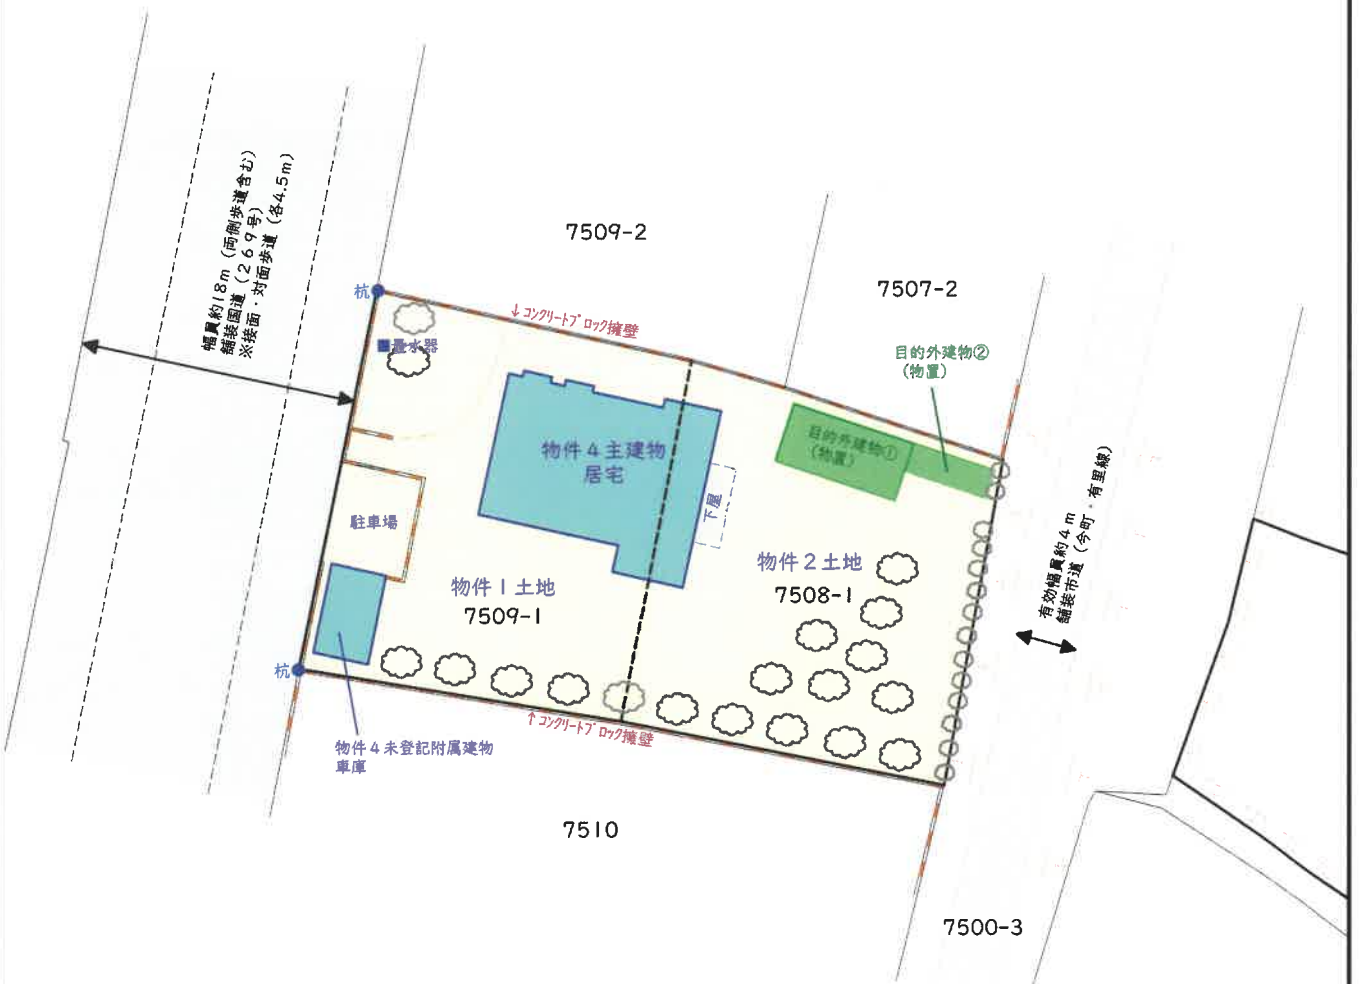 幅員約18m（両側歩道含む）
舗装国道（２６９号）
※接面・対面歩道（各4.5m）
7509-2
7507-2
杭
↓コンクリートブロック擁壁
量水器
目的外建物②
（物置）
目的外建物①
（物置）
物件４主建物
居宅
下屋
駐車場
有効幅員約４ｍ
舗装市道（今町・有里線）
物件１土地
7509-1
物件２土地
7508-1
杭
↑コンクリートブロック擁壁
物件４未登記附属建物
車庫
7510
7500-3